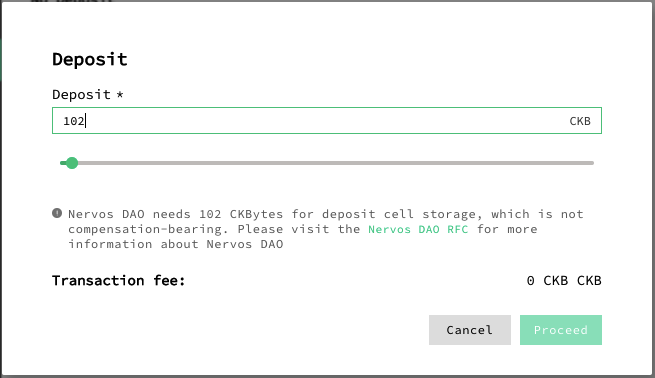 Deposit
Deposit *
102
CKB
Nervos DAO needs 102 CKBytes for deposit cell storage, which is not
compensation-bearing. Please visit the Nervos DAO RFC for more
information about Nervos DAO
Transaction fee:
0 CKB CKB
Cancel
Proceed